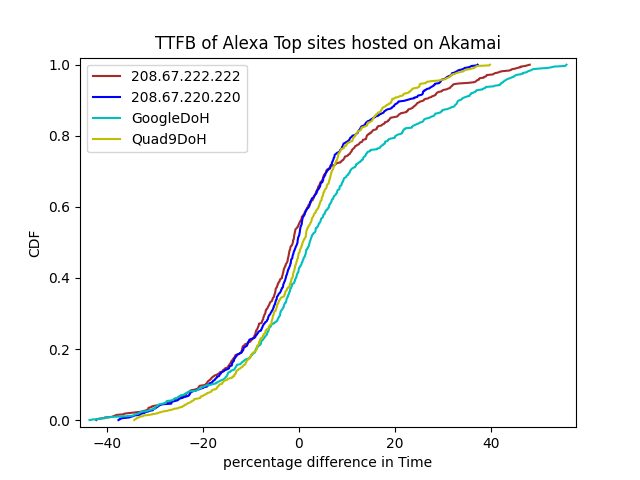 TTFB of Alexa Top sites hosted on Akamai
1.0
0.8
0.6
0.4
0.2
0.0
CDF
208.67.222.222
208.67.220.220
GoogleDoH
Quad9DoH
−40
−20
0
20
40
percentage difference in Time